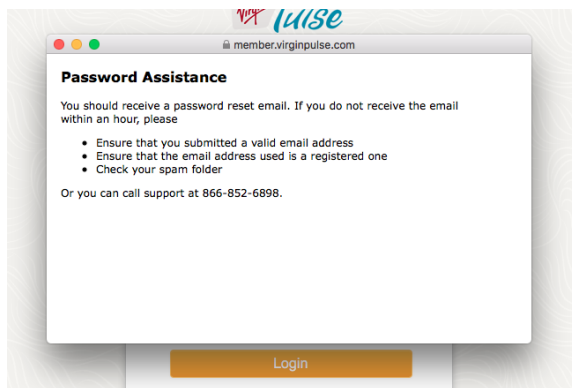 Virgin pulse
member.virginpulse.com
Password Assistance
You should receive a password reset email. If you do not receive the email
within an hour, please
Ensure that you submitted a valid email address
Ensure that the email address used is a registered one
Check your spam folder
Or you can call support at 866-852-6898.
Login